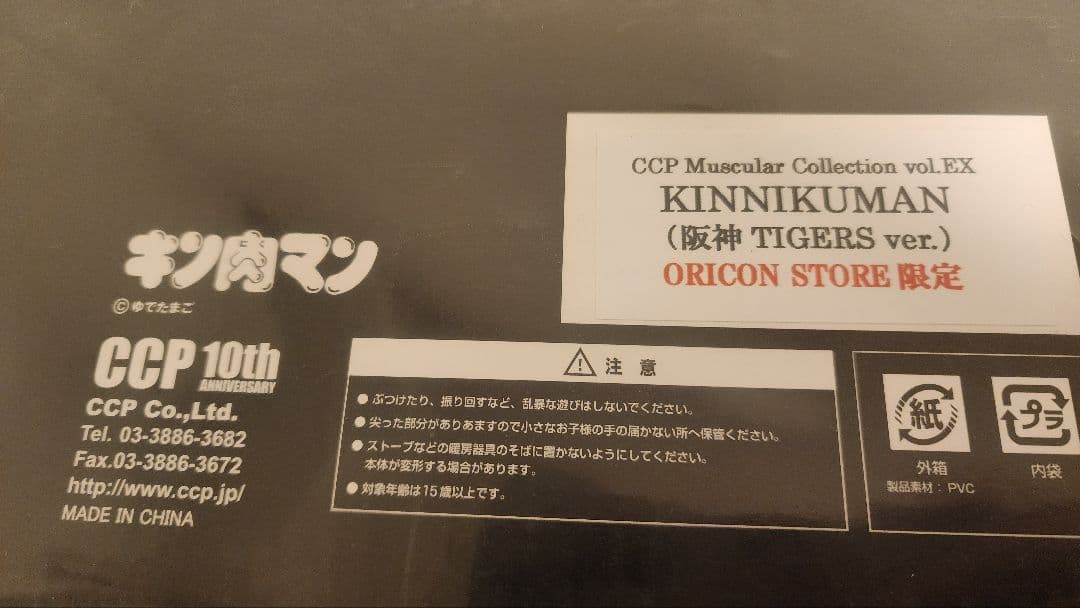 CCP Muscular Collection vol.EX
KINNIKUMAN
(阪神 TIGERS ver.)
ORICON STORE 限定
キン肉マン
©ゆでたまご
CCP 10th
ANNIVERSARY
CCP Co.,Ltd.
Tel. 03-3886-3682
Fax.03-3886-3672
http://www.ccp.jp/
MADE IN CHINA
注 意
●ぶつけたり、振り回すなど、乱暴な遊びはしないでください。
●尖った部分がありあますので小さなお子様の手の届かない所へ保管ください。
●ストーブなどの暖房器具のそばに置かないようにしてください。
本体が変形する場合があります。
●対象年齢は15歳以上です。
紙
外箱
製品素材：PVC
プラ
内袋